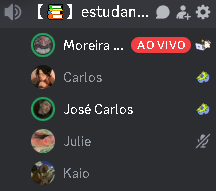 【📚】estudan...
Moreira ... AO VIVO
Carlos
José Carlos
Julie
Kaio